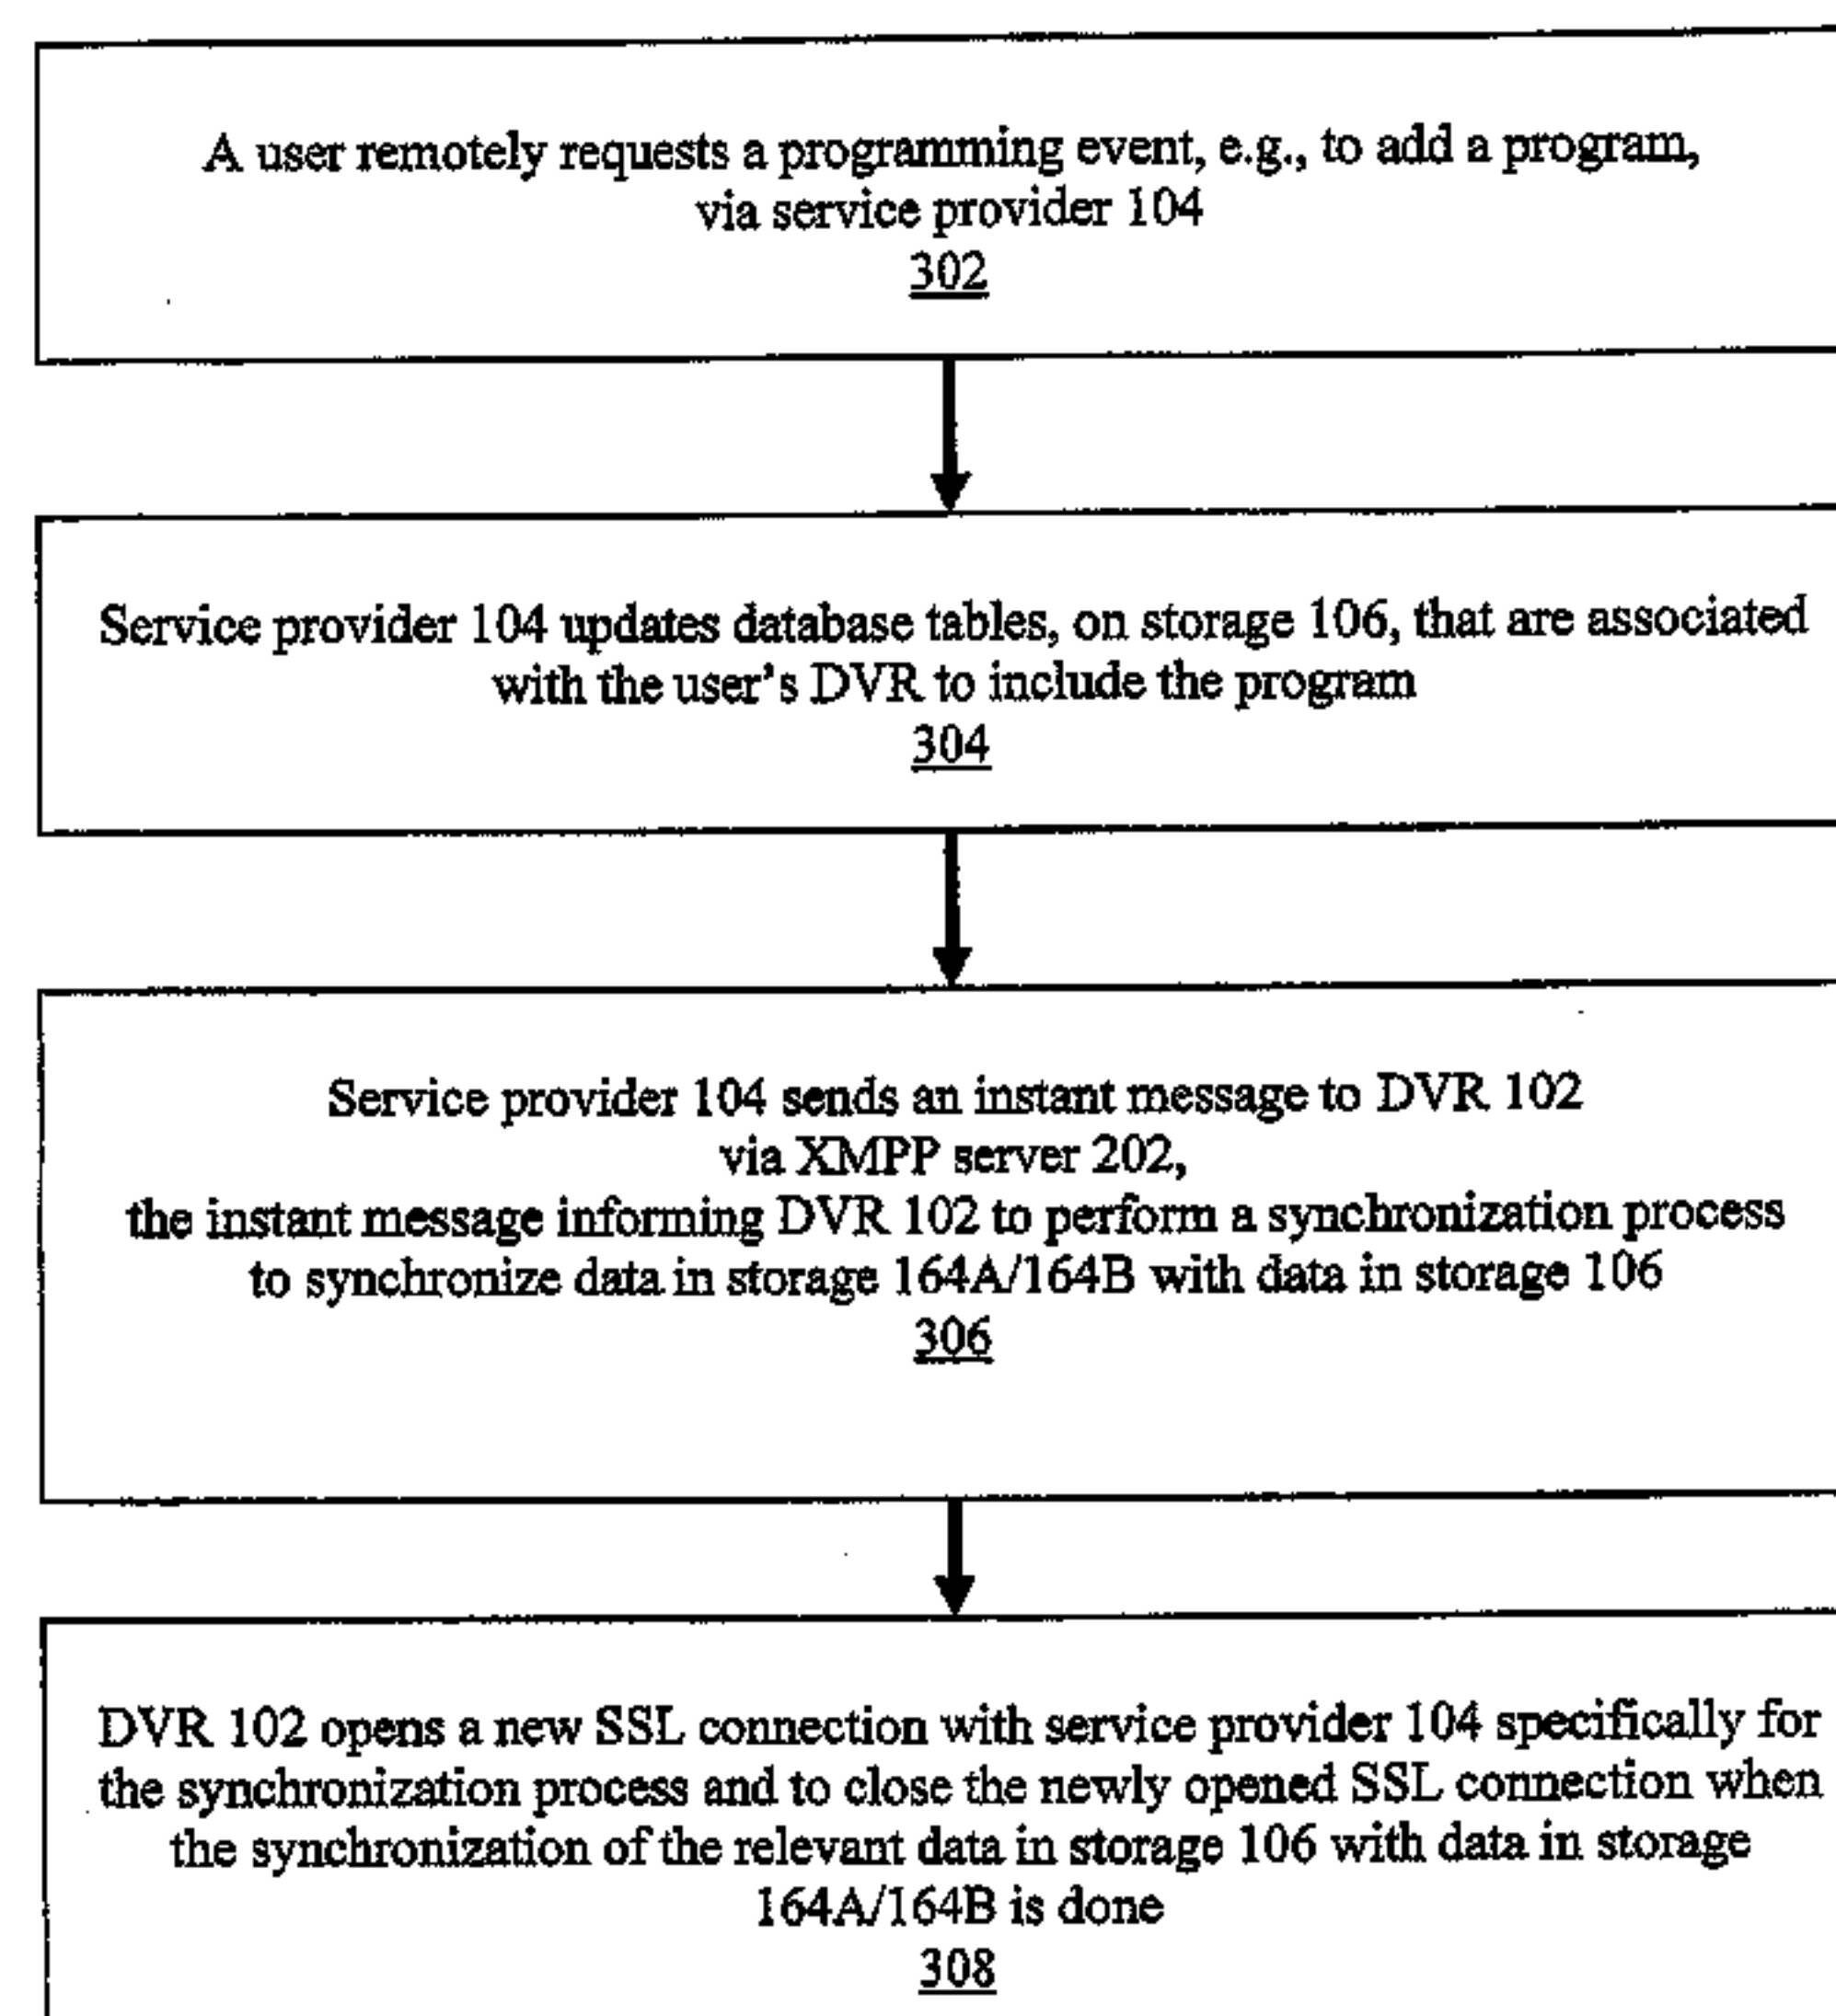 A user remotely requests a programming event, e.g., to add a program,
via service provider 104
302
Service provider 104 updates database tables, on storage 106, that are associated
with the user's DVR to include the program
304
Service provider 104 sends an instant message to DVR 102
via XMPP server 202,
the instant message informing DVR 102 to perform a synchronization process
to synchronize data in storage 164A/164B with data in storage 106
306
DVR 102 opens a new SSL connection with service provider 104 specifically for
the synchronization process and to close the newly opened SSL connection when
the synchronization of the relevant data in storage 106 with data in storage
164A/164B is done
308